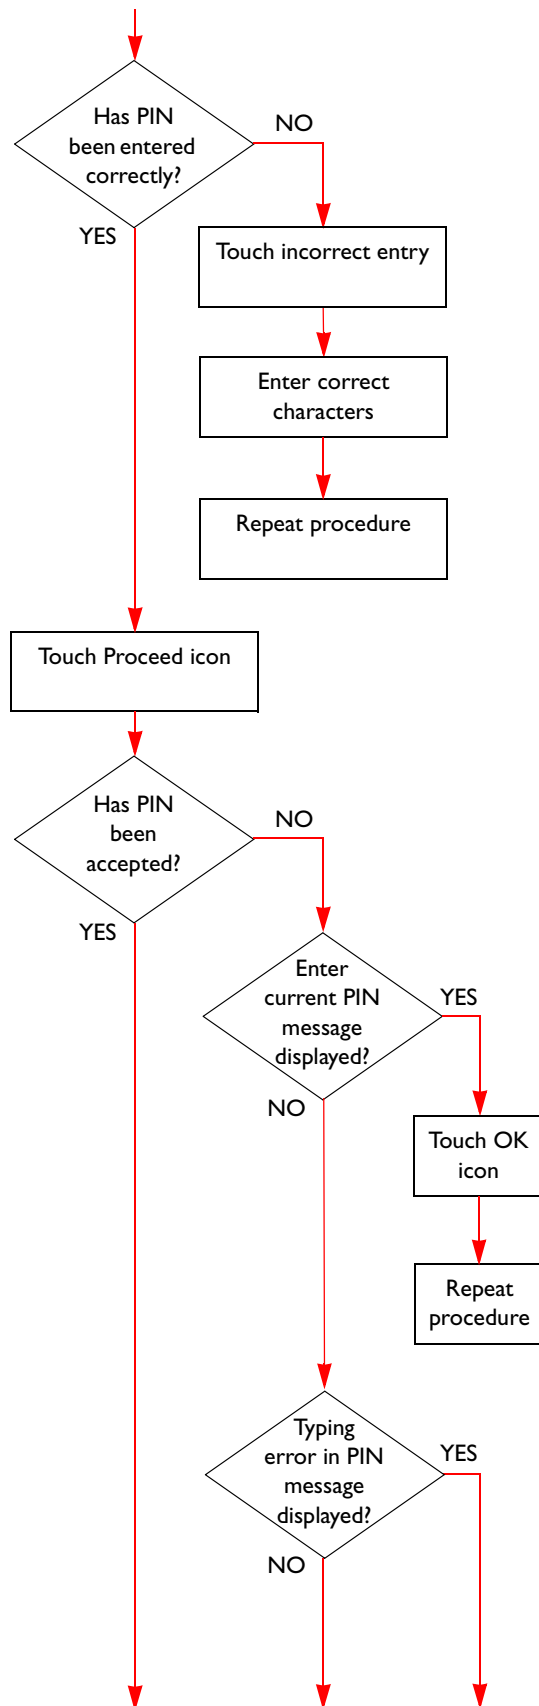 Has PIN
been entered
correctly?
NO
YES
Touch incorrect entry
Enter correct
characters
Repeat procedure
Touch Proceed icon
Has PIN
been
accepted?
NO
YES
Enter
current PIN
message
displayed?
YES
NO
Touch OK
icon
Repeat
procedure
Typing
error in PIN
message
displayed?
YES
NO